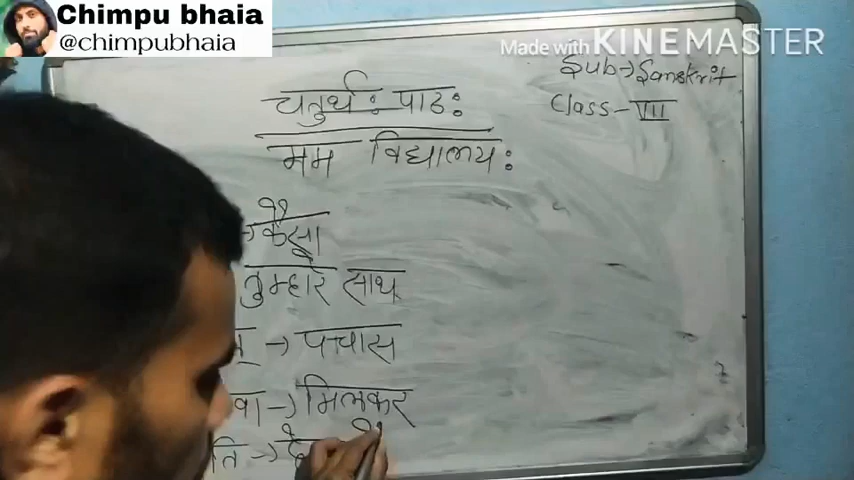 Chimpu bhaia
@chimpubhaia
Made with KINEMASTER
Sub→Sanskrit
Class-VII
चतुर्थः पाठः
मम विद्यालयः
→कैसा
तुम्हारे साथ
→ पच्चास
वा→मिलकर
ति→